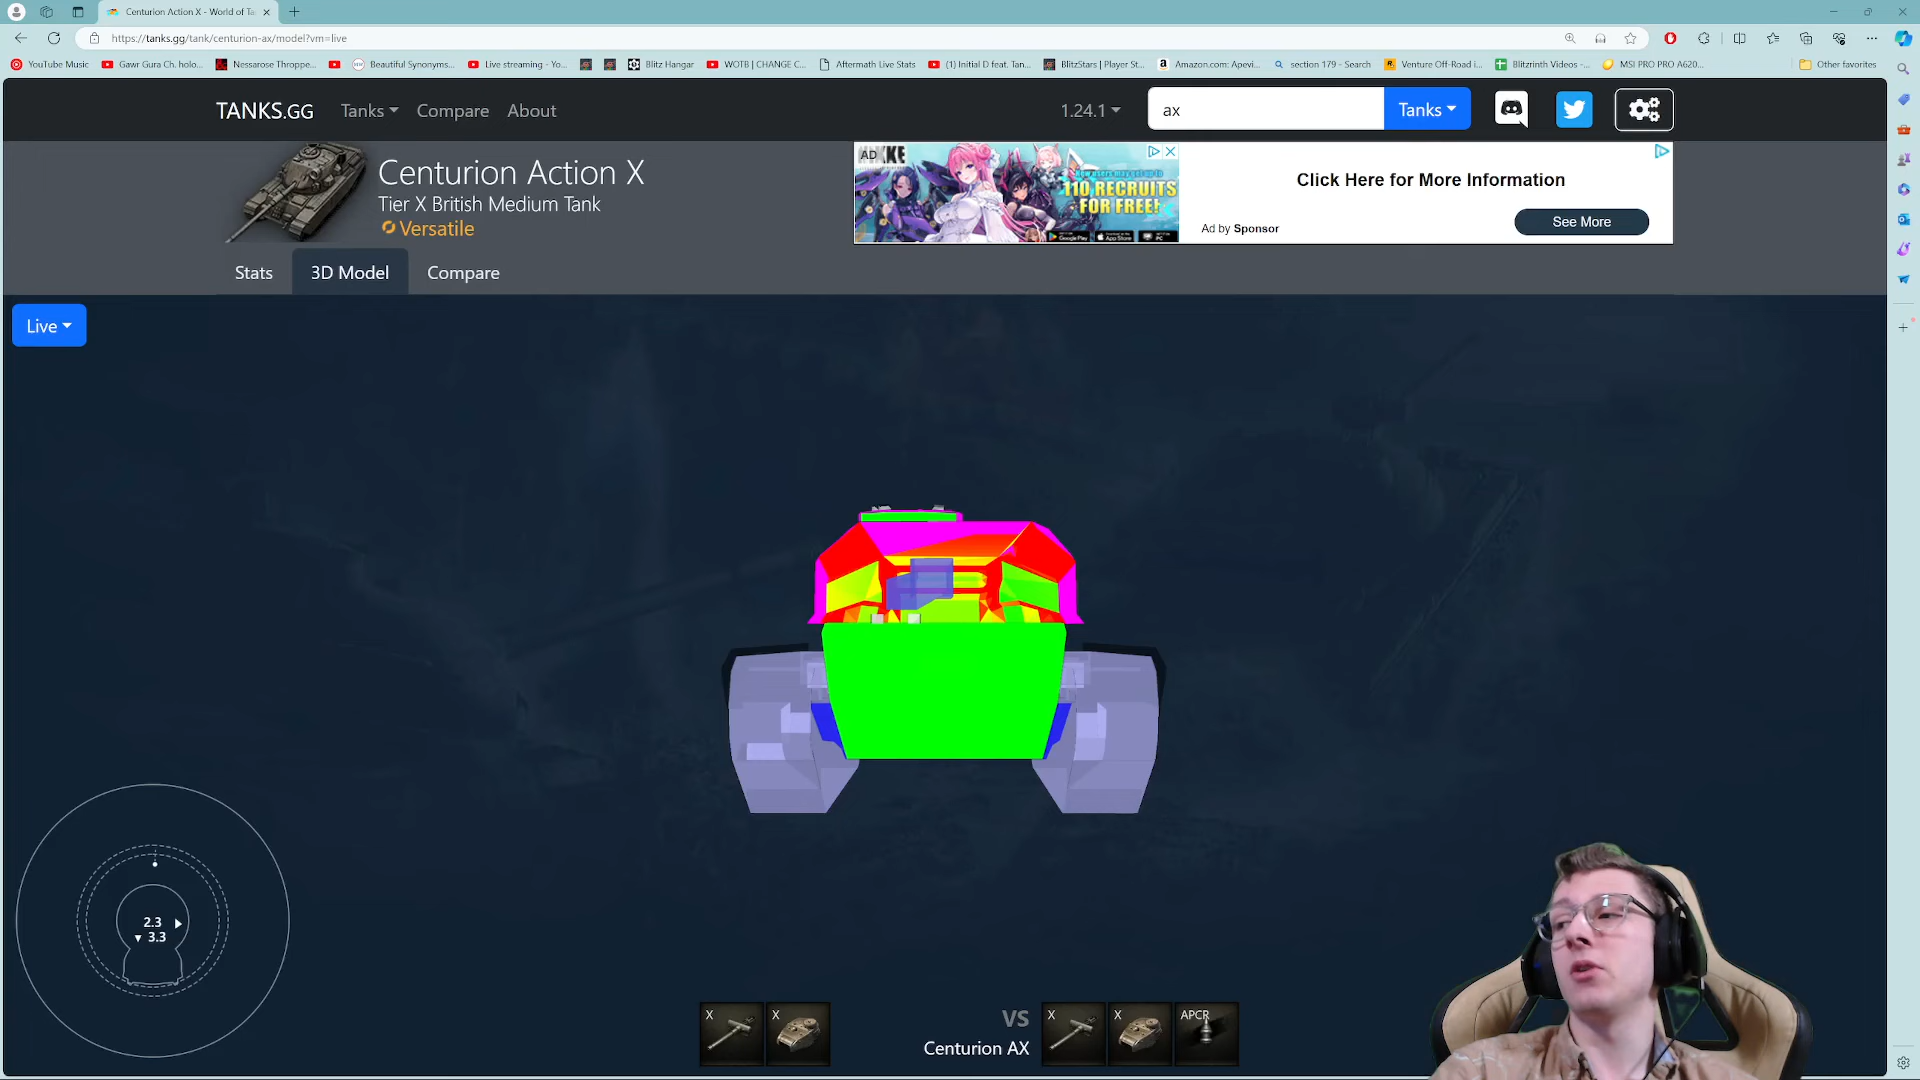 Centurion Action X - World of Ta
https://tanks.gg/tank/centurion-ax/model?vm=live
YouTube Music
Gawr Gura Ch. holo...
Nessarose Throppe...
Beautiful Synonyms...
Live streaming - Yo...
Blitz Hangar
WOTB | CHANGE C...
Aftermath Live Stats
(1) Initial D feat. Tan...
BlitzStars | Player St...
Amazon.com: Apevi...
section 179 - Search
Venture Off-Road i...
Blitzrinth Videos -...
MSI PRO PRO A620...
Other favorites
TANKS.GG
Tanks
Compare
About
1.24.1
ax
Tanks
Centurion Action X
Tier X British Medium Tank
Versatile
AD
110 RECRUITS
FOR FREE!
Google Play
App Store
PC
Click Here for More Information
Ad by Sponsor
See More
Stats
3D Model
Compare
Live
2.3
3.3
X
X
VS
Centurion AX
X
X
APCR